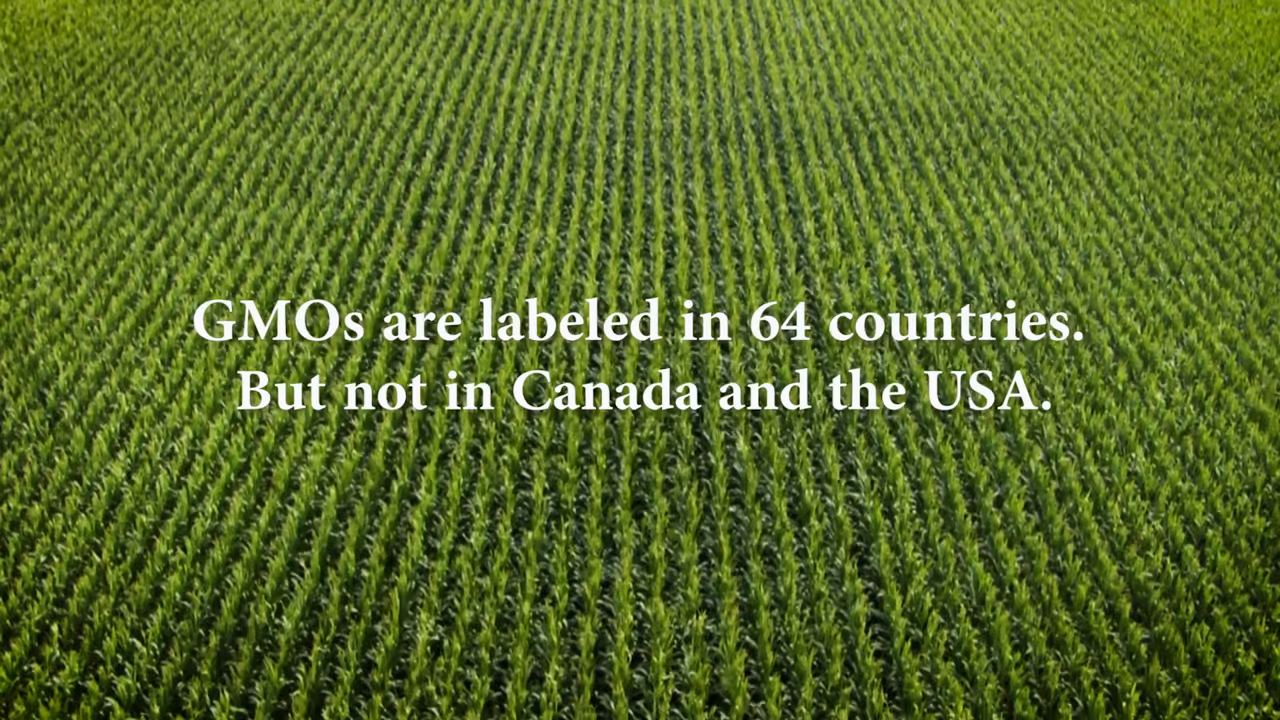 GMOs are labeled in 64 countries.
But not in Canada and the USA.